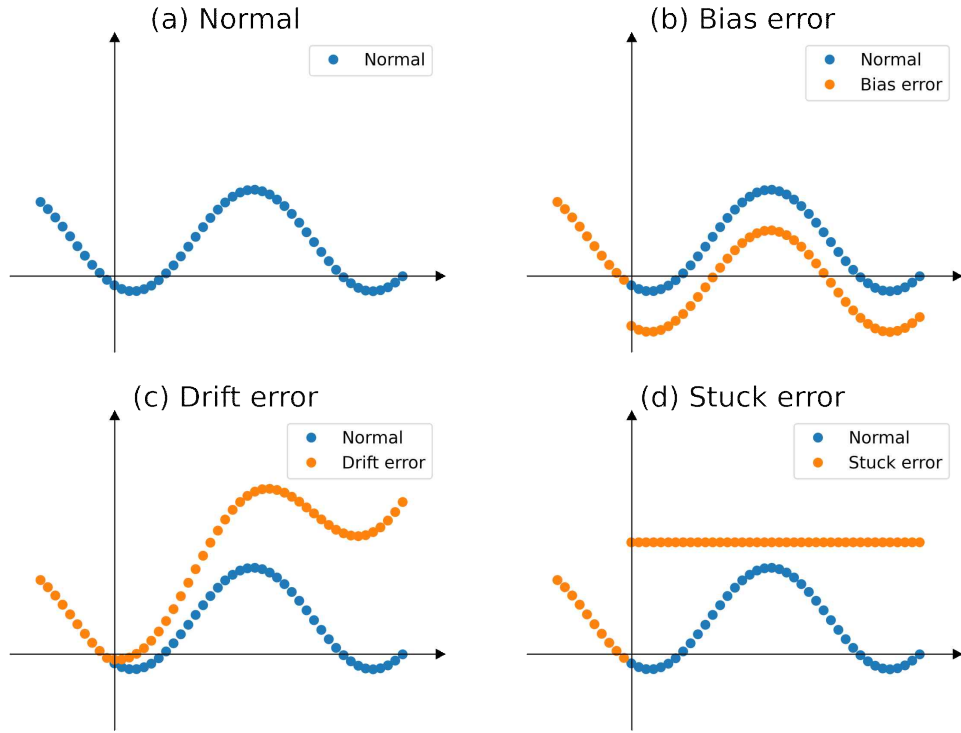 (a) Normal
Normal
(b) Bias error
Normal
Bias error
(c) Drift error
Normal
Drift error
(d) Stuck error
Normal
Stuck error